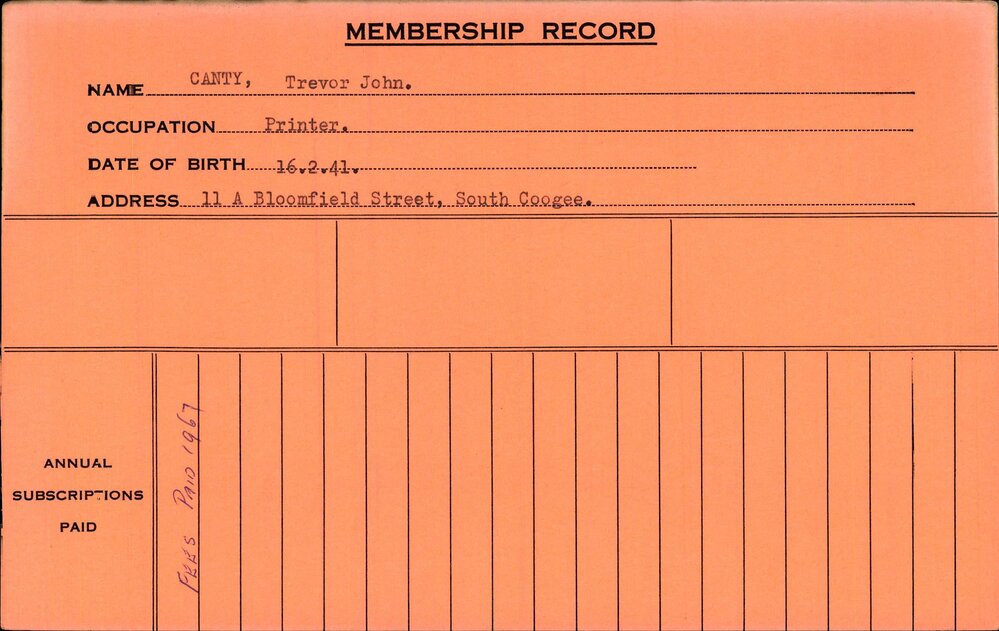 MEMBERSHIP RECORD
NAME CANTY, Trevor John.
OCCUPATION Printer.
DATE OF BIRTH 16.2.41.
ADDRESS 11 A Bloomfield Street, South Coogee.
ANNUAL
SUBSCRIPTIONS
PAID
FEES PAID 1967